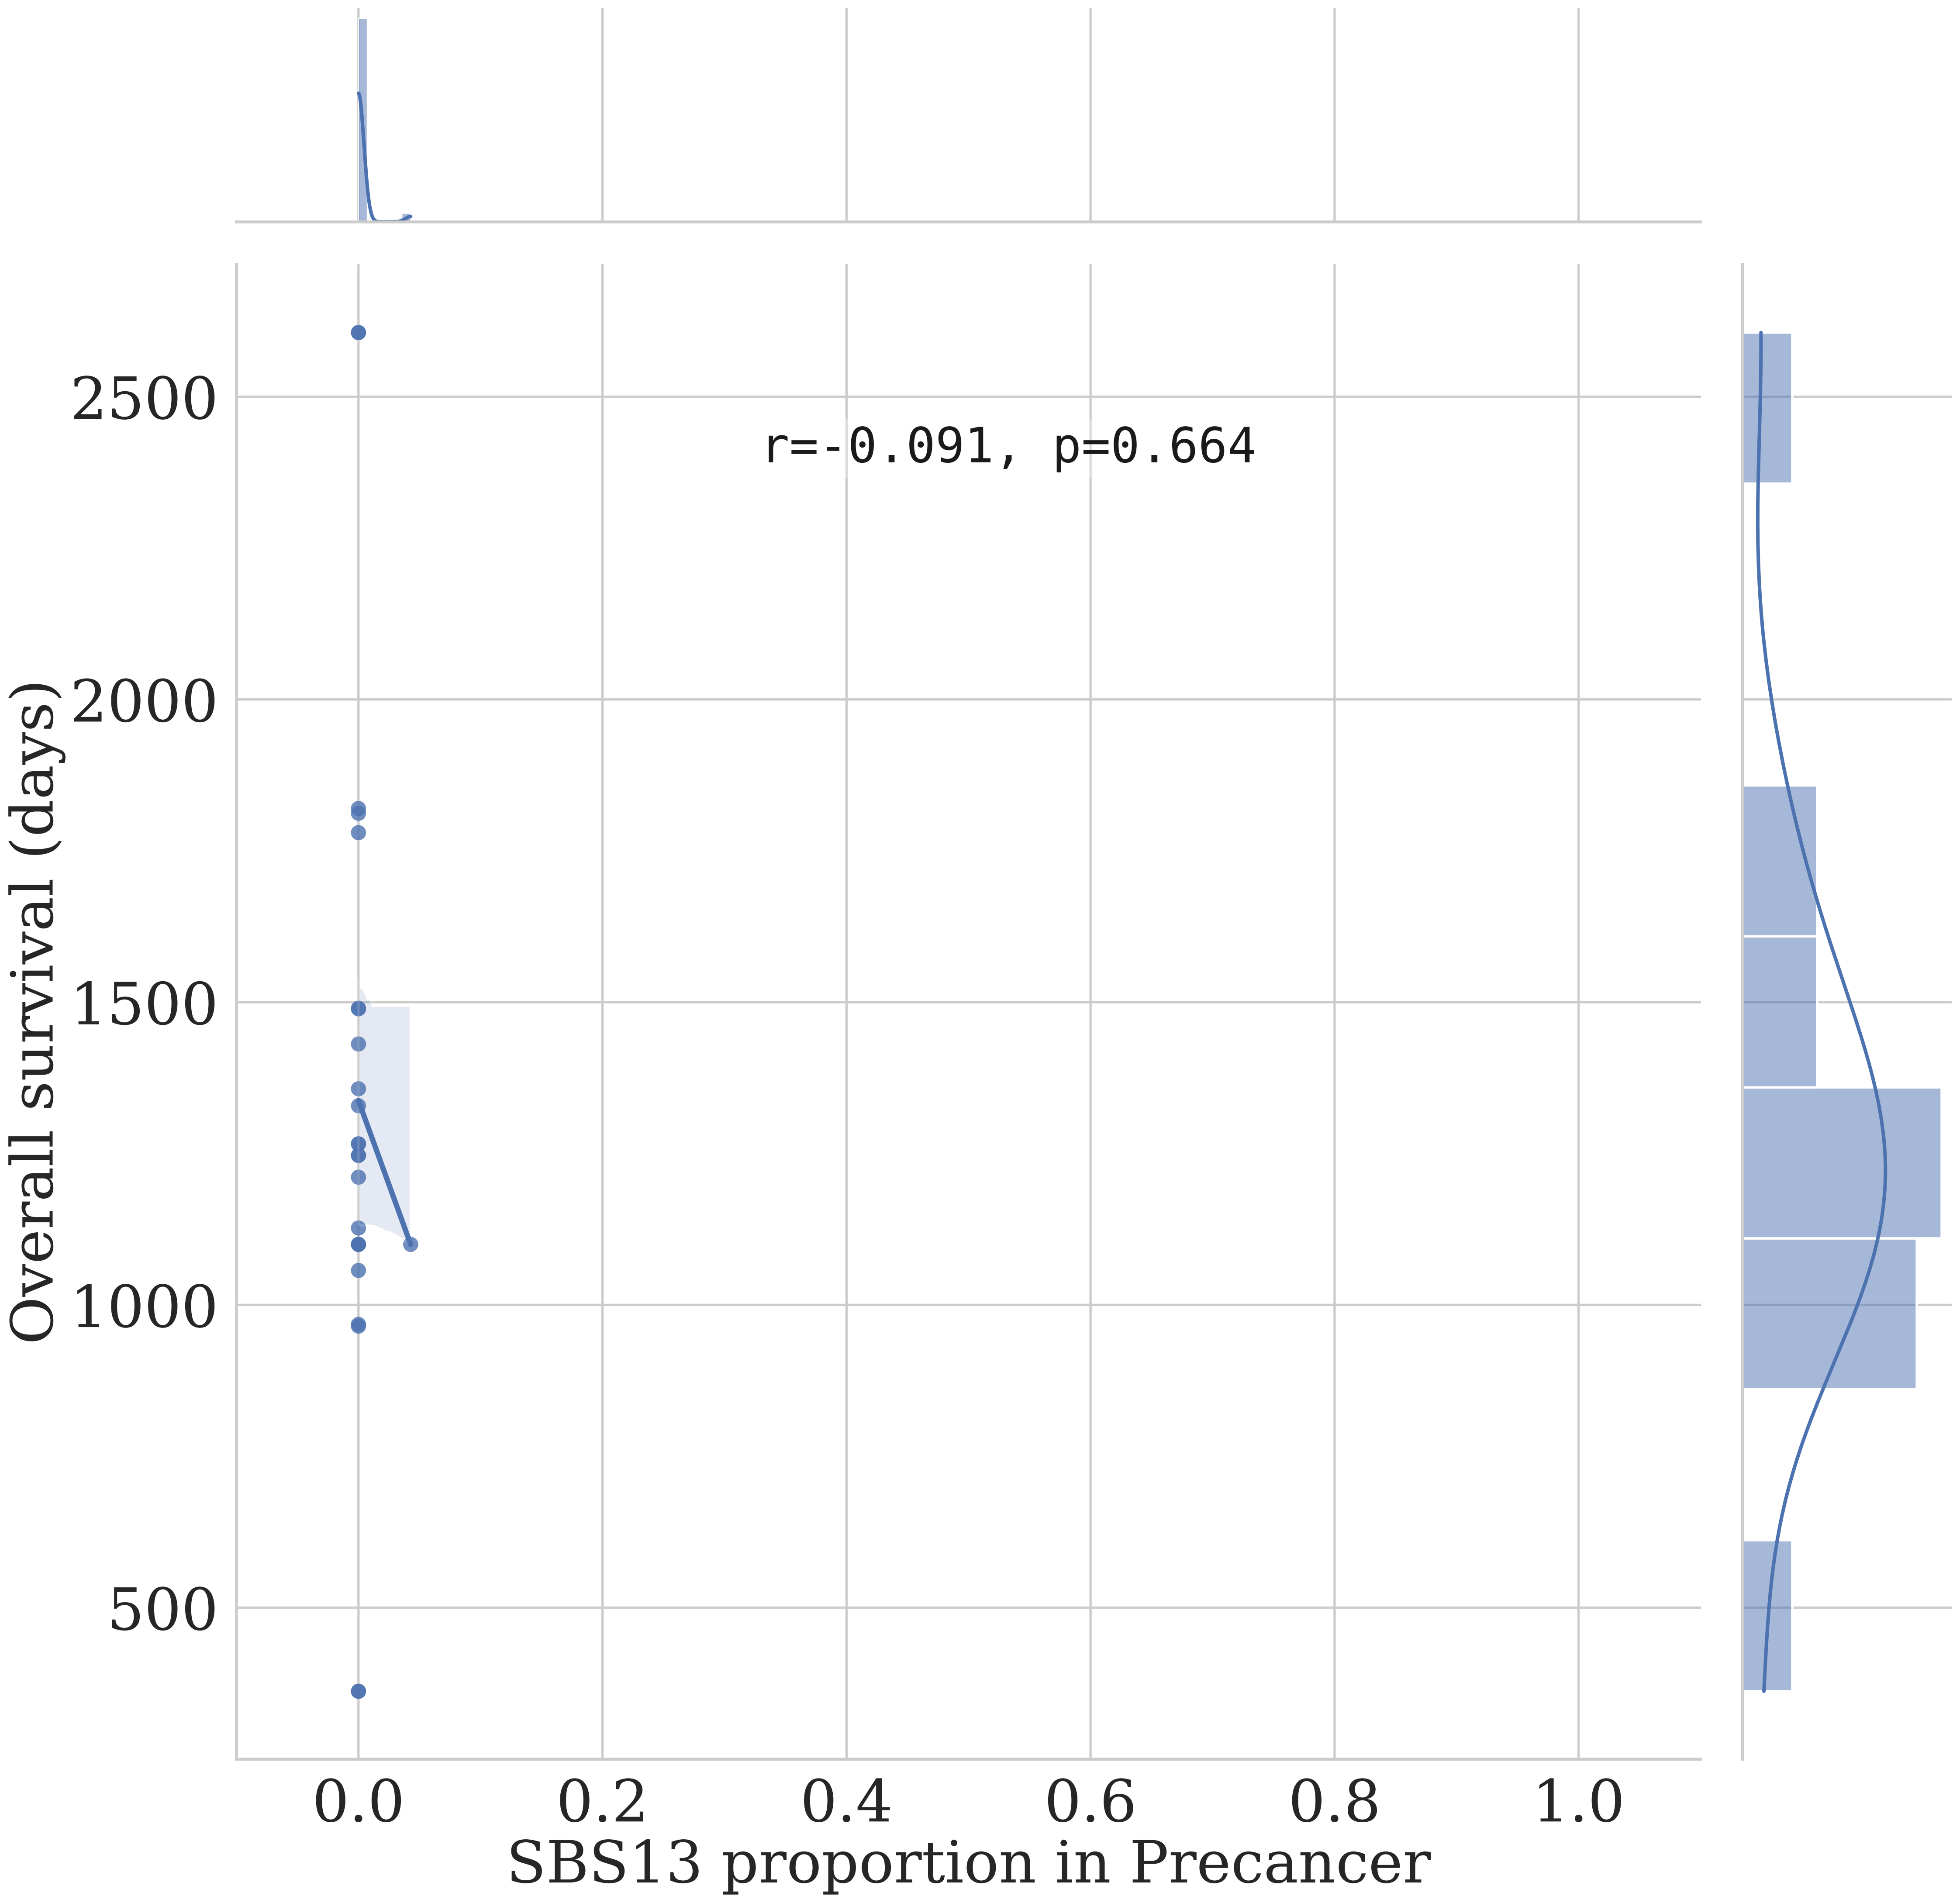 r=-0.091, p=0.664
Overall survival (days)
2500
2000
1500
1000
500
0.0 0.2 0.4 0.6 0.8 1.0
SBS13 proportion in Precancer